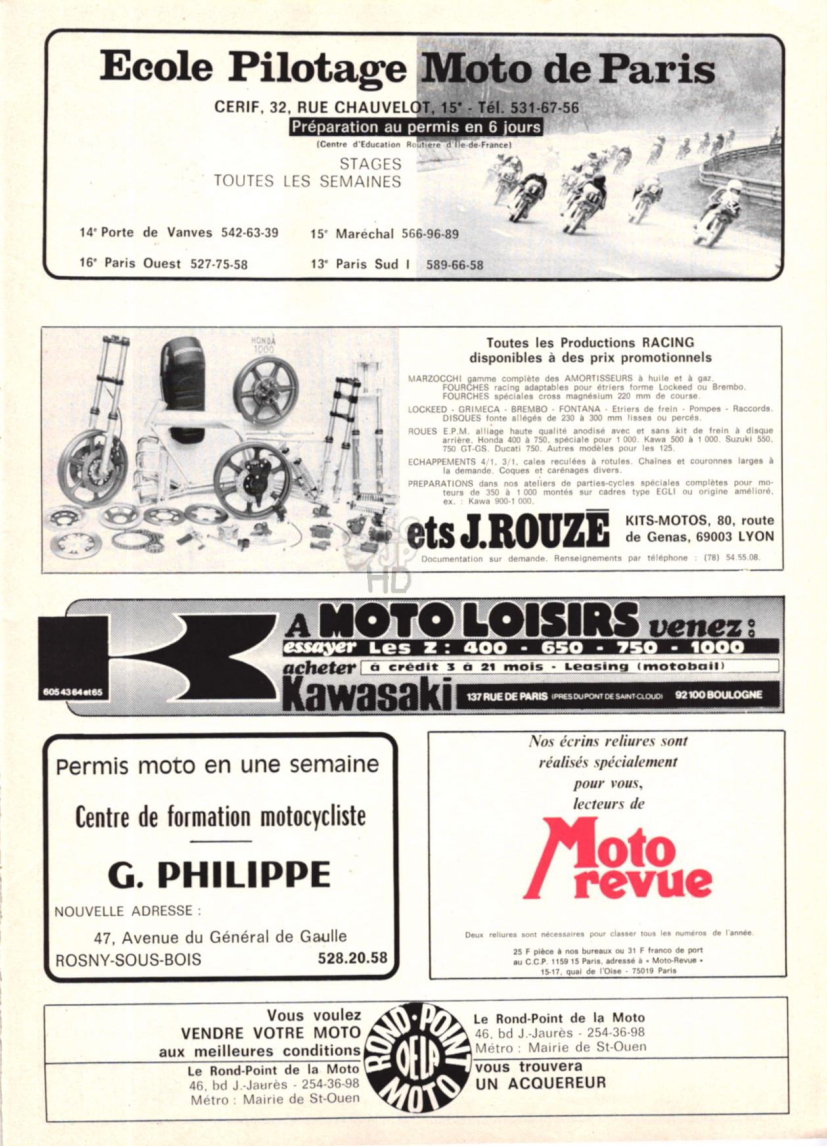 Ecole Pilotage Moto de Paris
CERIF, 32, RUE CHAUVELOT, 15e - Tél. 531-67-56
Préparation au permis en 6 jours
(Centre d'Education Routière d'Ile-de-France)
STAGES
TOUTES LES SEMAINES
14e Porte de Vanves 542-63-39 15e Maréchal 566-96-89
16e Paris Ouest 527-75-58 13e Paris Sud I 589-66-58
HONDA
1000
Toutes les Productions RACING
disponibles à des prix promotionnels
MARZOCCHI gamme complète des AMORTISSEURS à huile et à gaz.
FOURCHES racing adaptables pour étriers forme Lockeed ou Brembo.
FOURCHES spéciales cross magnésium 220 mm de course.
LOCKEED - GRIMECA - BREMBO - FONTANA - Etriers de frein - Pompes - Raccords.
DISQUES fonte allégés de 230 à 300 mm lisses ou percés.
ROUES E.P.M. alliage haute qualité anodisé avec et sans kit de frein à disque
arrière. Honda 400 à 750, spéciale pour 1 000. Kawa 500 à 1 000. Suzuki 550,
750 GT-GS. Ducati 750. Autres modèles pour les 125.
ECHAPPEMENTS 4/1, 3/1, cales reculées à rotules. Chaînes et couronnes larges à
la demande. Coques et carénages divers.
PREPARATIONS dans nos ateliers de parties-cycles spéciales complètes pour mo-
teurs de 350 à 1 000 montés sur cadres type EGLI ou origine amélioré,
ex. : Kawa 900-1 000.
ets J. ROUZÉ
KITS-MOTOS, 80, route
de Genas, 69003 LYON
Documentation sur demande. Renseignements par téléphone : (78) 54.55.08.
HD
A MOTO LOISIRS venez :
essayer Les Z : 400 - 650 - 750 - 1000
acheter à crédit 3 à 21 mois - Leasing (motobail)
605 43 64 et 65
Kawasaki 137 RUE DE PARIS (PRES DU PONT DE SAINT-CLOUD) 92100 BOULOGNE
Permis moto en une semaine
Centre de formation motocycliste
G. PHILIPPE
NOUVELLE ADRESSE :
47, Avenue du Général de Gaulle
ROSNY-SOUS-BOIS 528.20.58
Nos écrins reliures sont
réalisés spécialement
pour vous,
lecteurs de
Moto
revue
Deux reliures sont nécessaires pour classer tous les numéros de l'année.
25 F pièce à nos bureaux ou 31 F franco de port
au C.C.P. 1159 15 Paris, adressé à « Moto-Revue »
15-17, quai de l'Oise - 75019 Paris
Vous voulez
VENDRE VOTRE MOTO
aux meilleures conditions
Le Rond-Point de la Moto
46, bd J.-Jaurès - 254-36-98
Métro : Mairie de St-Ouen
ROND-POINT
DE LA
MOTO
Le Rond-Point de la Moto
46, bd J.-Jaurès - 254-36-98
Métro : Mairie de St-Ouen
vous trouvera
UN ACQUEREUR